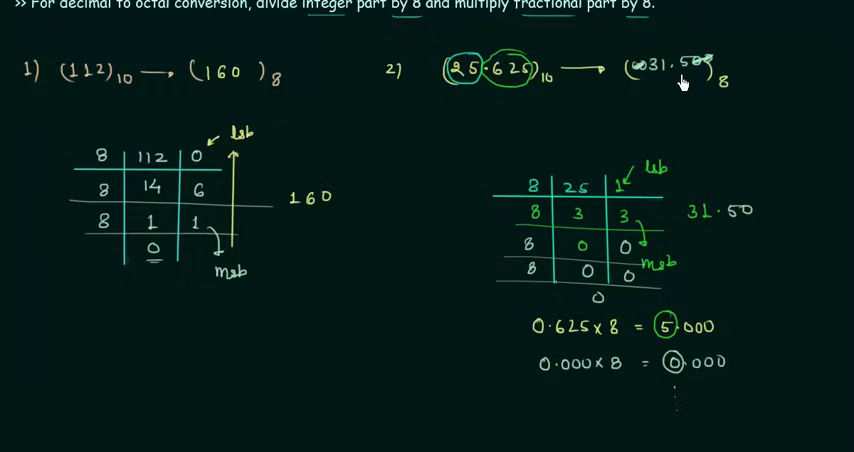 >> For decimal to octal conversion, divide integer part by 8 and multiply fractional part by 8.
1) (112)10 → (160)8
2) (25.625)10 → (31.5)8
lsb
8 | 112 | 0
8 | 14 | 6
8 | 1 | 1
0
msb
160
lsb
8 | 25 | 1
8 | 3 | 3
8 | 0 | 0
msb
8 | 0 | 0
0
31.50
0.625 x 8 = 5.000
0.000 x 8 = 0.000